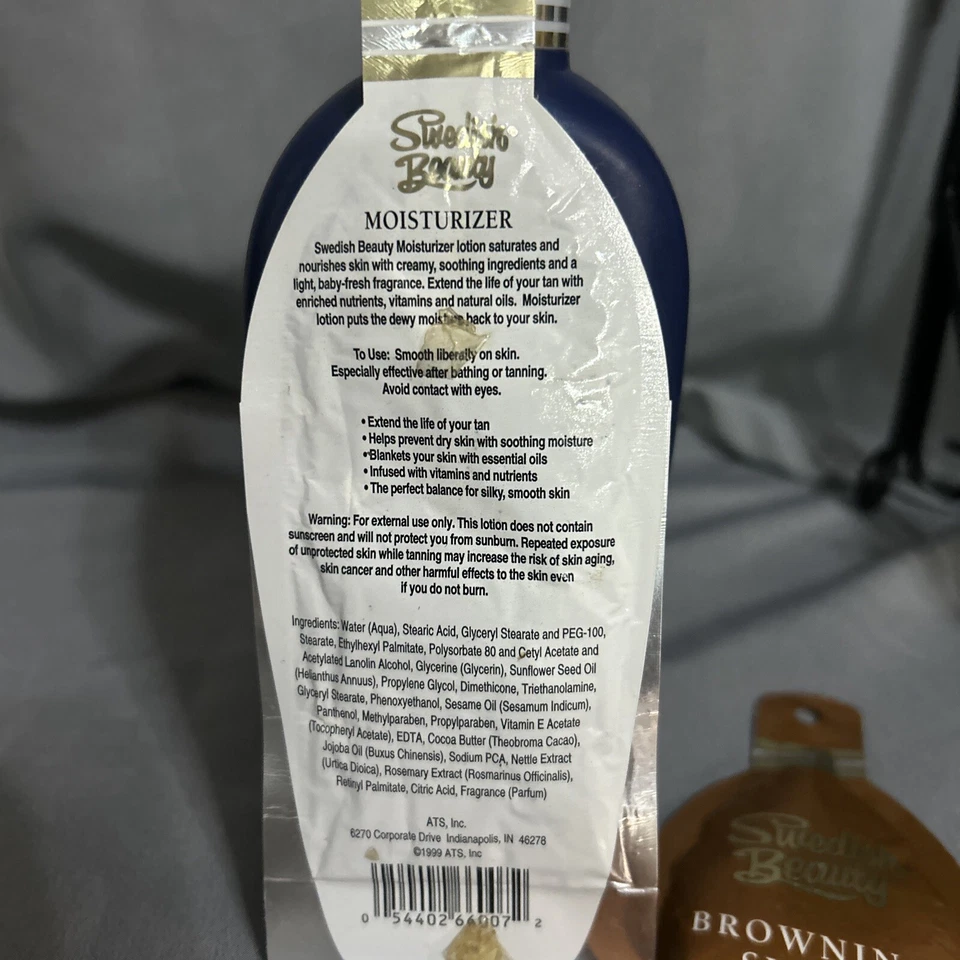 Swedish
Beauty
MOISTURIZER
Swedish Beauty Moisturizer lotion saturates and
nourishes skin with creamy, soothing ingredients and a
light, baby-fresh fragrance. Extend the life of your tan with
enriched nutrients, vitamins and natural oils. Moisturizer
lotion puts the dewy moisture back to your skin.
To Use: Smooth liberally on skin.
Especially effective after bathing or tanning.
Avoid contact with eyes.
• Extend the life of your tan
• Helps prevent dry skin with soothing moisture
• Blankets your skin with essential oils
• Infused with vitamins and nutrients
• The perfect balance for silky, smooth skin
Warning: For external use only. This lotion does not contain
sunscreen and will not protect you from sunburn. Repeated exposure
of unprotected skin while tanning may increase the risk of skin aging,
skin cancer and other harmful effects to the skin even
if you do not burn.
Ingredients: Water (Aqua), Stearic Acid, Glyceryl Stearate and PEG-100,
Stearate, Ethylhexyl Palmitate, Polysorbate 80 and Cetyl Acetate and
Acetylated Lanolin Alcohol, Glycerine (Glycerin), Sunflower Seed Oil
(Helianthus Annuus), Propylene Glycol, Dimethicone, Triethanolamine,
Glyceryl Stearate, Phenoxyethanol, Sesame Oil (Sesamum Indicum),
Panthenol, Methylparaben, Propylparaben, Vitamin E Acetate
(Tocopheryl Acetate), EDTA, Cocoa Butter (Theobroma Cacao),
Jojoba Oil (Buxus Chinensis), Sodium PCA, Nettle Extract
(Urtica Dioica), Rosemary Extract (Rosmarinus Officinalis),
Retinyl Palmitate, Citric Acid, Fragrance (Parfum)
ATS, Inc.
6270 Corporate Drive Indianapolis, IN 46278
©1999 ATS, Inc
0 54402 66007 2
Swedish
Beauty
BROWNIN